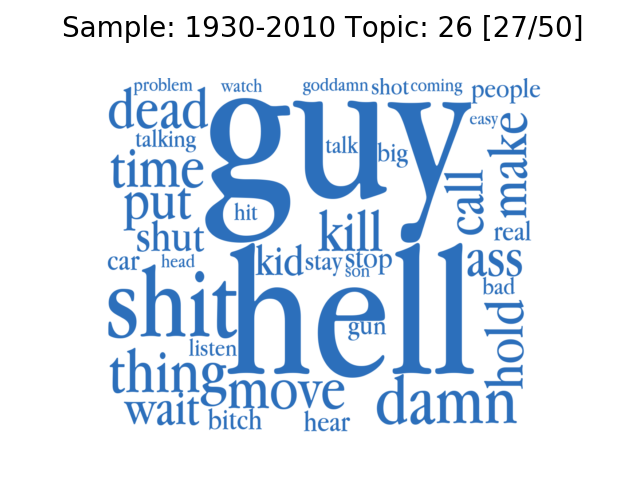 Sample: 1930-2010 Topic: 26 [27/50]
problem watch goddamn shot coming people
dead guy easy
talking talk big make
time call
put hit
shut kill real
car head kid stay stop ass
son bad
shit hell gun hold
listen
thing move damn
wait bitch hear